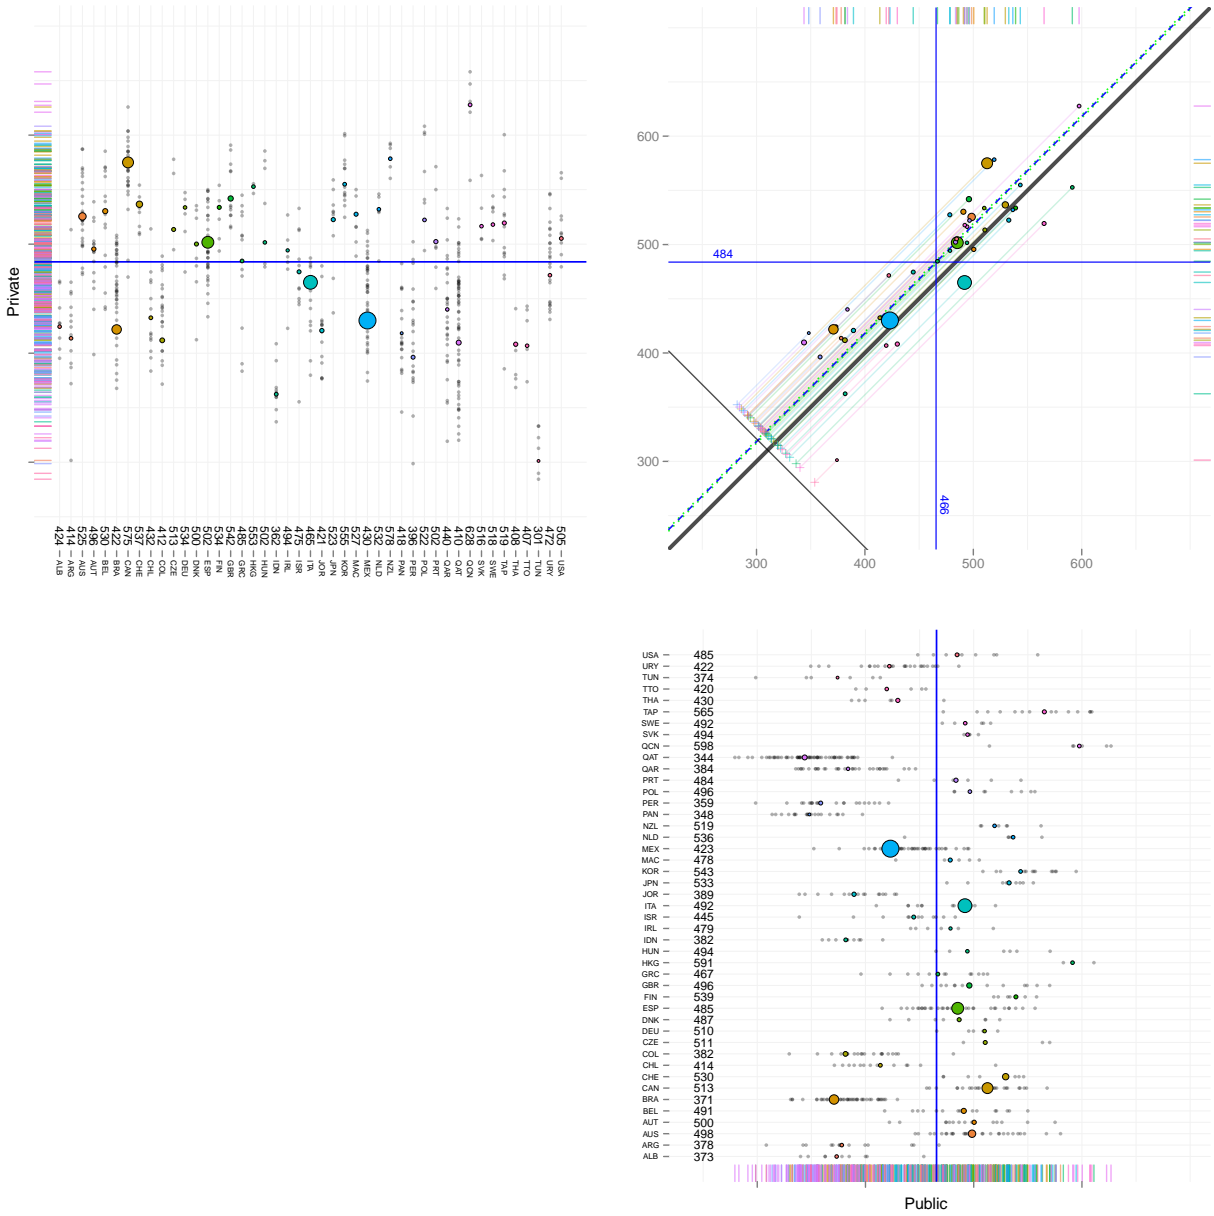 Private
424 ALB
414 ARG
525 AUS
496 AUT
530 BEL
422 BRA
575 CAN
537 CHE
432 CHL
412 COL
513 CZE
534 DEU
500 DNK
502 ESP
534 FIN
542 GBR
485 GRC
553 HKG
502 HUN
362 IDN
494 IRL
475 ISR
465 ITA
421 JOR
523 JPN
555 KOR
527 MAC
430 MEX
532 NLD
578 NZL
418 PAN
396 PER
522 POL
502 PRT
440 QAR
410 QAT
628 QCN
516 SVK
518 SWE
519 TAP
408 THA
407 TTO
301 TUN
472 URY
505 USA
600
500
400
300
484
466
300 400 500 600
USA 485
URY 422
TUN 374
TTO 420
THA 430
TAP 565
SWE 492
SVK 494
QCN 598
QAT 344
QAR 384
PRT 484
POL 496
PER 359
PAN 348
NZL 519
NLD 536
MEX 423
MAC 478
KOR 543
JPN 533
JOR 389
ITA 492
ISR 445
IRL 479
IDN 382
HUN 494
HKG 591
GRC 467
GBR 496
FIN 539
ESP 485
DNK 487
DEU 510
CZE 511
COL 382
CHL 414
CHE 530
CAN 513
BRA 371
BEL 491
AUT 500
AUS 498
ARG 378
ALB 373
Public